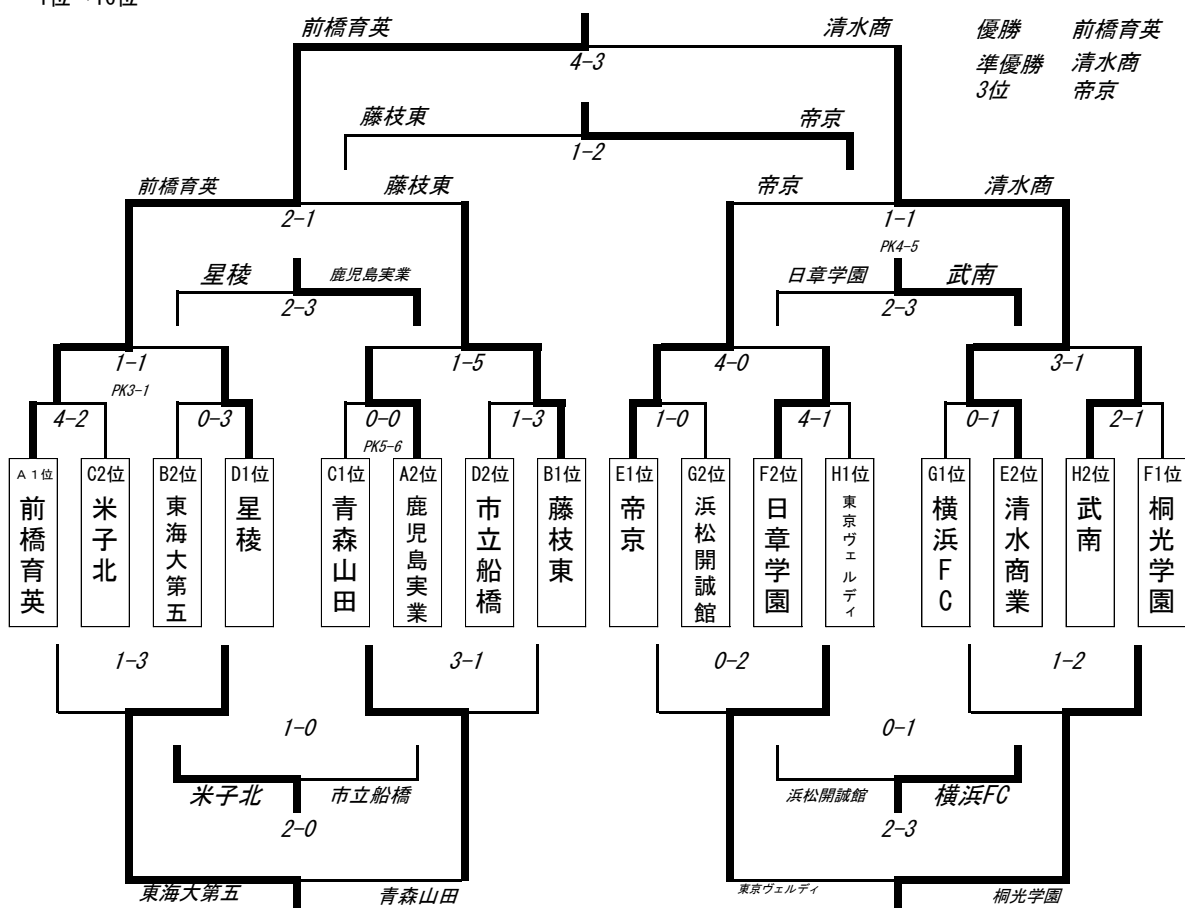 前橋育英 清水商 優勝 前橋育英
4-3 準優勝 清水商
3位 帝京
藤枝東 帝京
1-2
前橋育英 藤枝東 帝京 清水商
2-1 1-1
PK4-5
星稜 鹿児島実業 日章学園 武南
2-3 2-3
1-1 1-5 4-0 3-1
PK3-1
4-2 0-3 0-0 1-3 1-0 4-1 0-1 2-1
PK5-6
A1位 C2位 B2位 D1位 C1位 A2位 D2位 B1位 E1位 G2位 F2位 H1位 G1位 E2位 H2位 F1位
前橋育英 米子北 東海大第五 星稜 青森山田 鹿児島実業 市立船橋 藤枝東 帝京 浜松開誠館 日章学園 東京ヴェルディ 横浜FC 清水商業 武南 桐光学園
1-3 3-1 0-2 1-2
1-0 0-1
米子北 市立船橋 浜松開誠館 横浜FC
2-0 2-3
東海大第五 青森山田 東京ヴェルディ 桐光学園